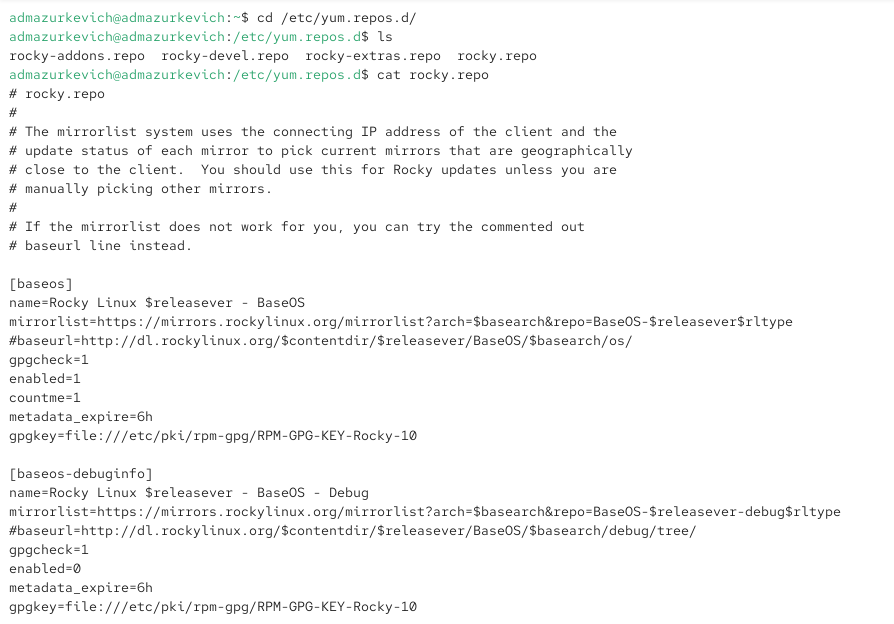 admazurkevich@admazurkevich:~$ cd /etc/yum.repos.d/
admazurkevich@admazurkevich:/etc/yum.repos.d$ ls
rocky-addons.repo  rocky-devel.repo  rocky-extras.repo  rocky.repo
admazurkevich@admazurkevich:/etc/yum.repos.d$ cat rocky.repo
# rocky.repo
#
# The mirrorlist system uses the connecting IP address of the client and the
# update status of each mirror to pick current mirrors that are geographically
# close to the client.  You should use this for Rocky updates unless you are
# manually picking other mirrors.
#
# If the mirrorlist does not work for you, you can try the commented out
# baseurl line instead.

[baseos]
name=Rocky Linux $releasever - BaseOS
mirrorlist=https://mirrors.rockylinux.org/mirrorlist?arch=$basearch&repo=BaseOS-$releasever$rltype
#baseurl=http://dl.rockylinux.org/$contentdir/$releasever/BaseOS/$basearch/os/
gpgcheck=1
enabled=1
countme=1
metadata_expire=6h
gpgkey=file:///etc/pki/rpm-gpg/RPM-GPG-KEY-Rocky-10

[baseos-debuginfo]
name=Rocky Linux $releasever - BaseOS - Debug
mirrorlist=https://mirrors.rockylinux.org/mirrorlist?arch=$basearch&repo=BaseOS-$releasever-debug$rltype
#baseurl=http://dl.rockylinux.org/$contentdir/$releasever/BaseOS/$basearch/debug/tree/
gpgcheck=1
enabled=0
metadata_expire=6h
gpgkey=file:///etc/pki/rpm-gpg/RPM-GPG-KEY-Rocky-10